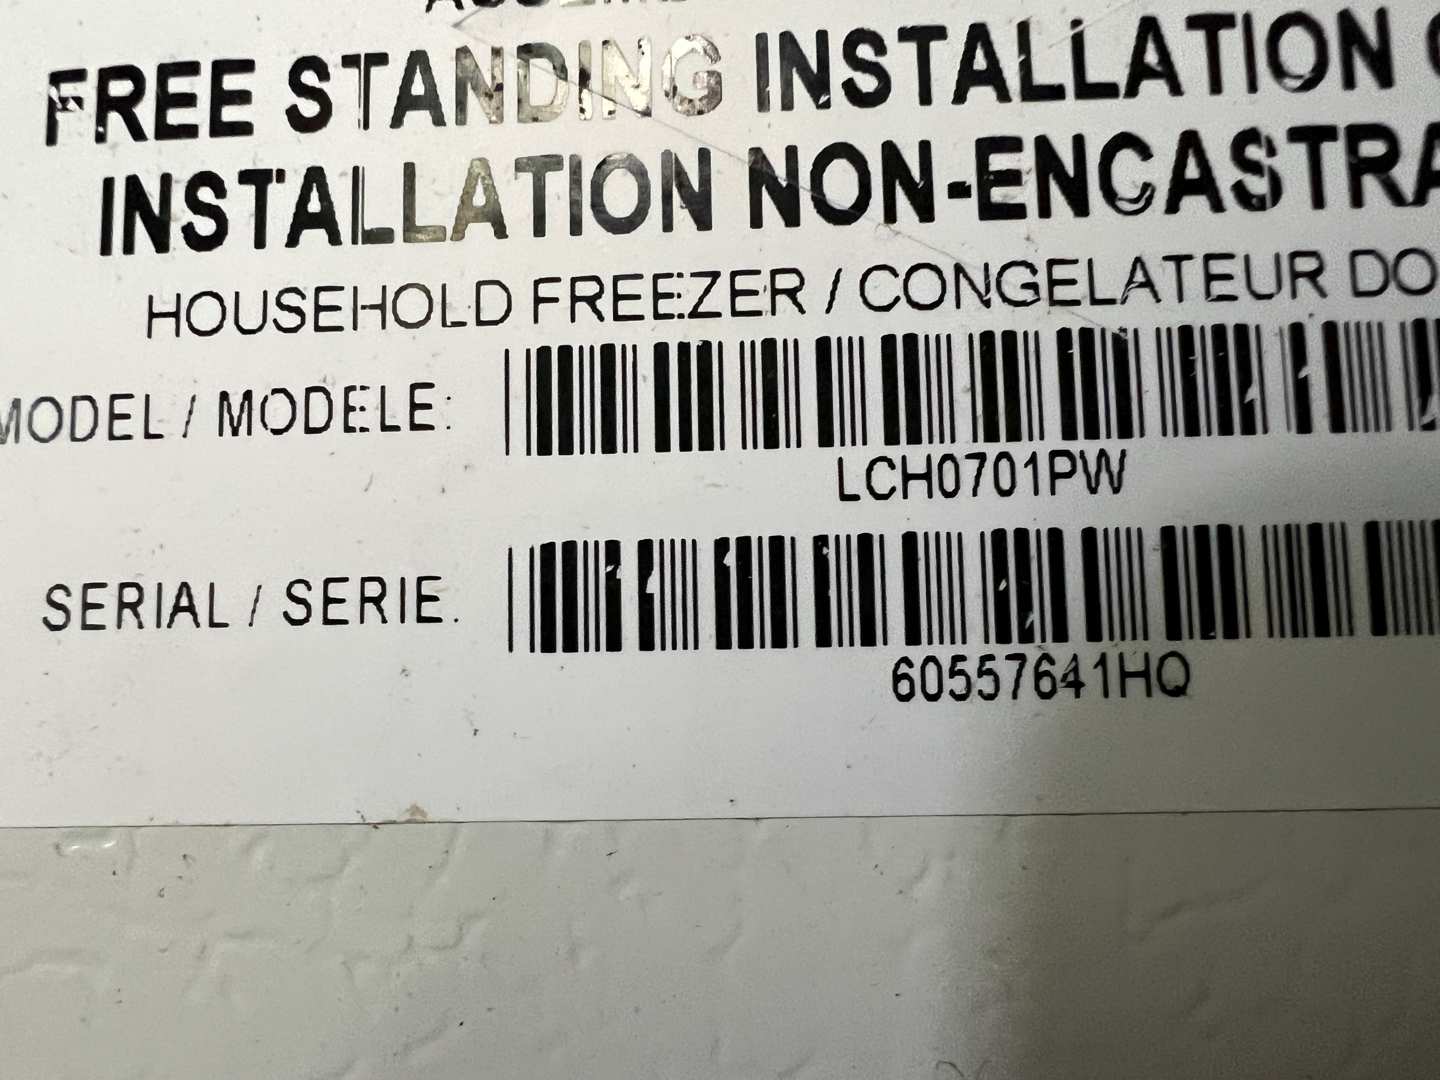 FREE STANDING INSTALLATION
INSTALLATION NON-ENCASTRA
HOUSEHOLD FREEZER / CONGELATEUR DO
MODEL / MODELE:
LCH0701PW
SERIAL / SERIE.
60557641HQ